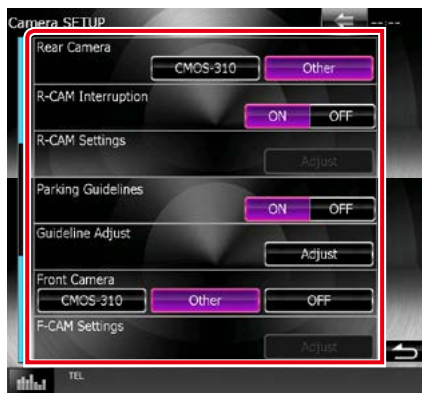 Camera SETUP --:--
Rear Camera
CMOS-310 Other
R-CAM Interruption
ON OFF
R-CAM Settings
Adjust
Parking Guidelines
ON OFF
Guideline Adjust
Adjust
Front Camera
CMOS-310 Other OFF
F-CAM Settings
Adjust
TEL